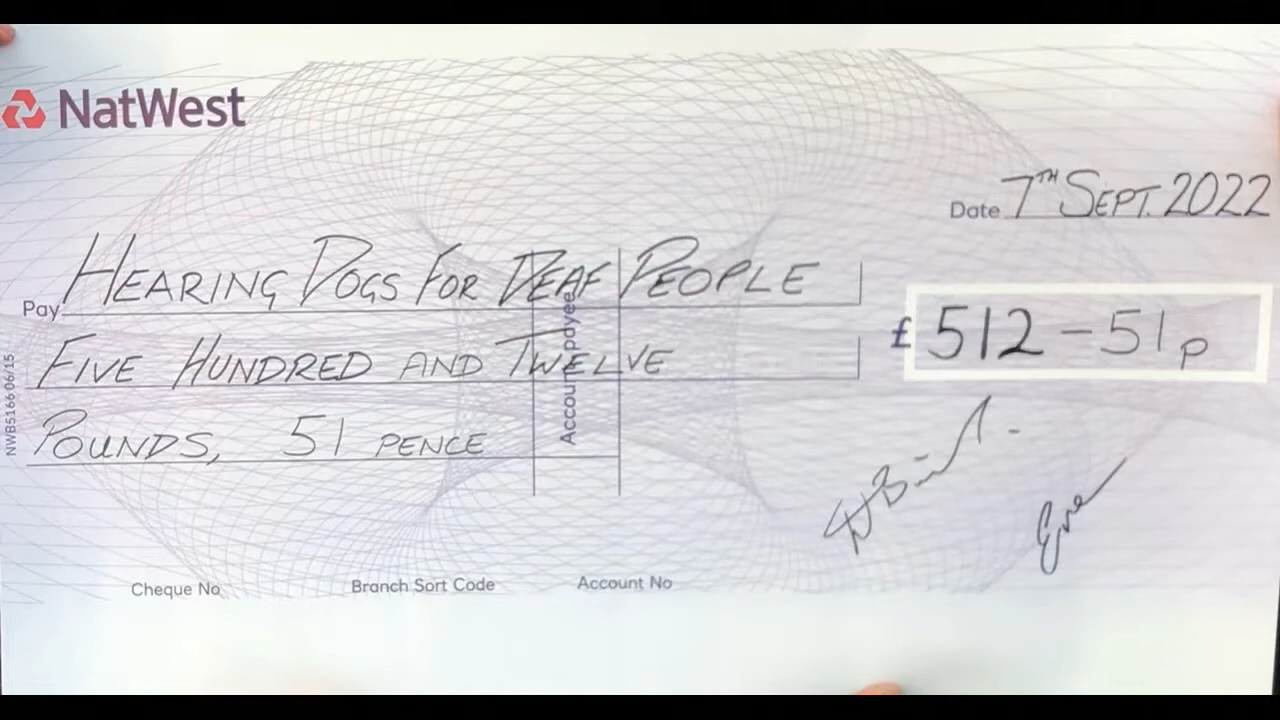 NatWest
Date 7TH SEPT. 2022
Pay HEARING DOGS FOR DEAF PEOPLE
£ 512-51p
FIVE HUNDRED AND TWELVE
POUNDS, 51 PENCE
Account payee
NWB5166 06/15
Eve
Cheque No
Branch Sort Code
Account No